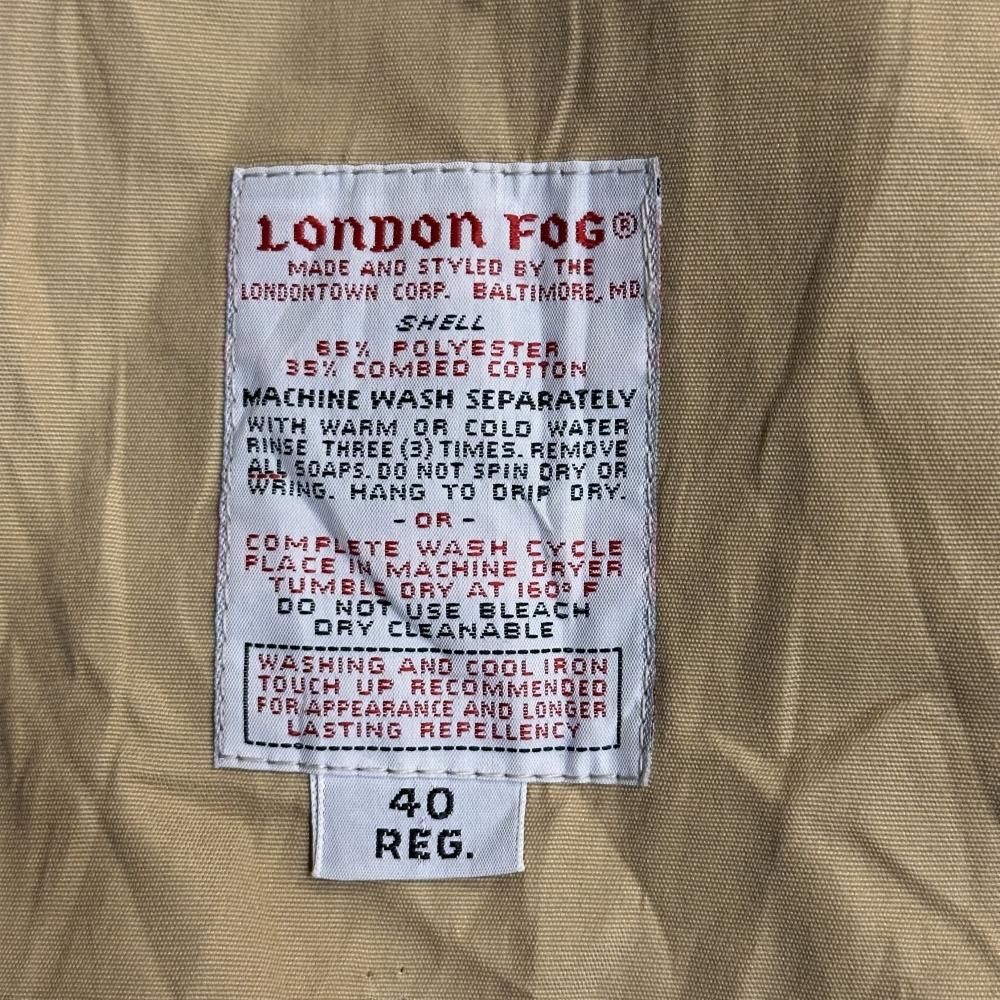 LONDON FOG®
MADE AND STYLED BY THE
LONDONTOWN CORP. BALTIMORE, MD.
SHELL
65% POLYESTER
35% COMBED COTTON
MACHINE WASH SEPARATELY
WITH WARM OR COLD WATER
RINSE THREE (3) TIMES. REMOVE
ALL SOAPS. DO NOT SPIN DRY OR
WRING. HANG TO DRIP DRY.
- OR -
COMPLETE WASH CYCLE
PLACE IN MACHINE DRYER
TUMBLE DRY AT 160° F
DO NOT USE BLEACH
DRY CLEANABLE
WASHING AND COOL IRON
TOUCH UP RECOMMENDED
FOR APPEARANCE AND LONGER
LASTING REPELLENCY
40
REG.